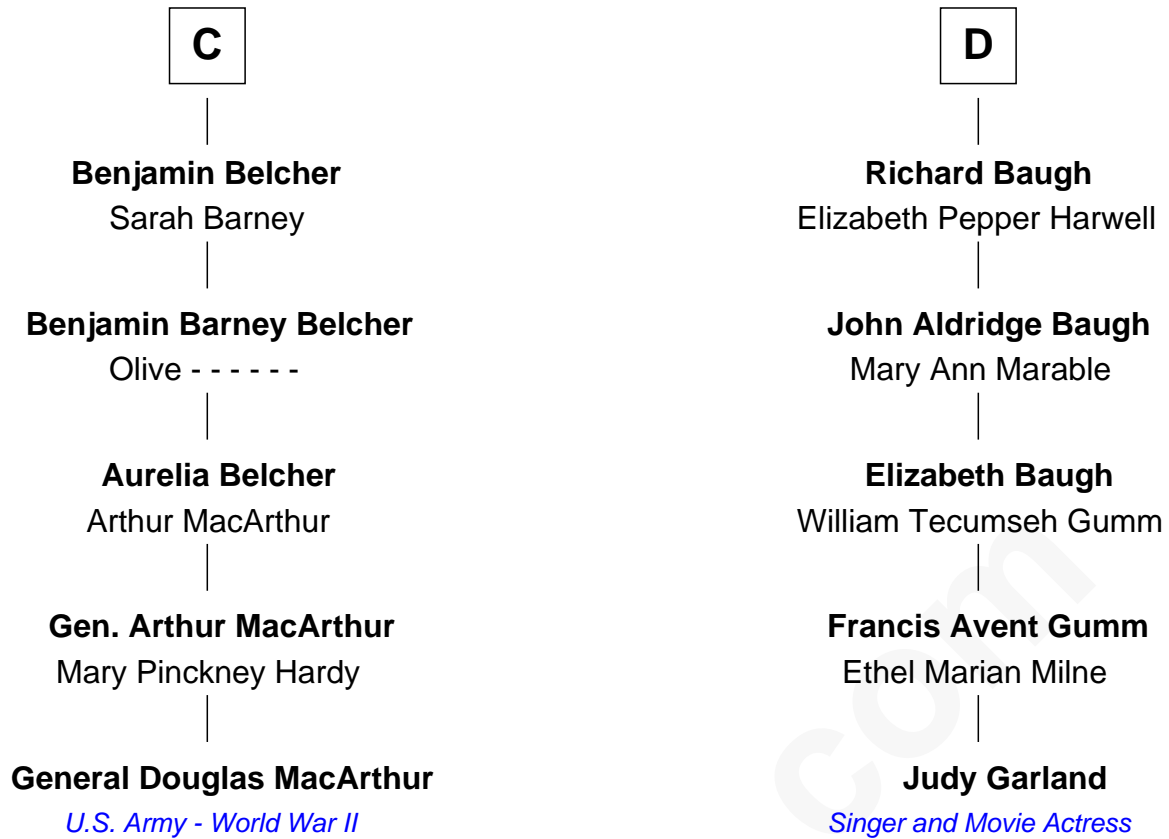 C
Benjamin Belcher
Sarah Barney
Benjamin Barney Belcher
Olive - - - - - -
Aurelia Belcher
Arthur MacArthur
Gen. Arthur MacArthur
Mary Pinckney Hardy
General Douglas MacArthur
U.S. Army - World War II
D
Richard Baugh
Elizabeth Pepper Harwell
John Aldridge Baugh
Mary Ann Marable
Elizabeth Baugh
William Tecumseh Gumm
Francis Avent Gumm
Ethel Marian Milne
Judy Garland
Singer and Movie Actress
com